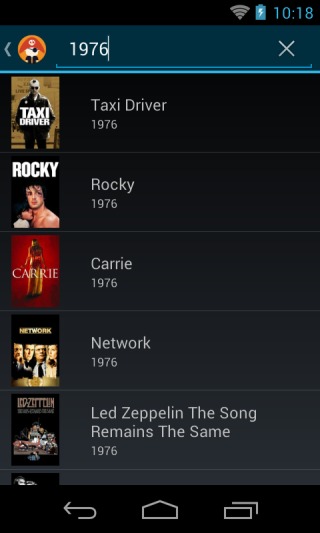 10:18
1976
TAXI
DRIVER
Taxi Driver
1976
ROCKY
Rocky
1976
CARRIE
Carrie
1976
NETWORK
Network
1976
LED ZEPPELIN
Led Zeppelin The Song
Remains The Same
1976